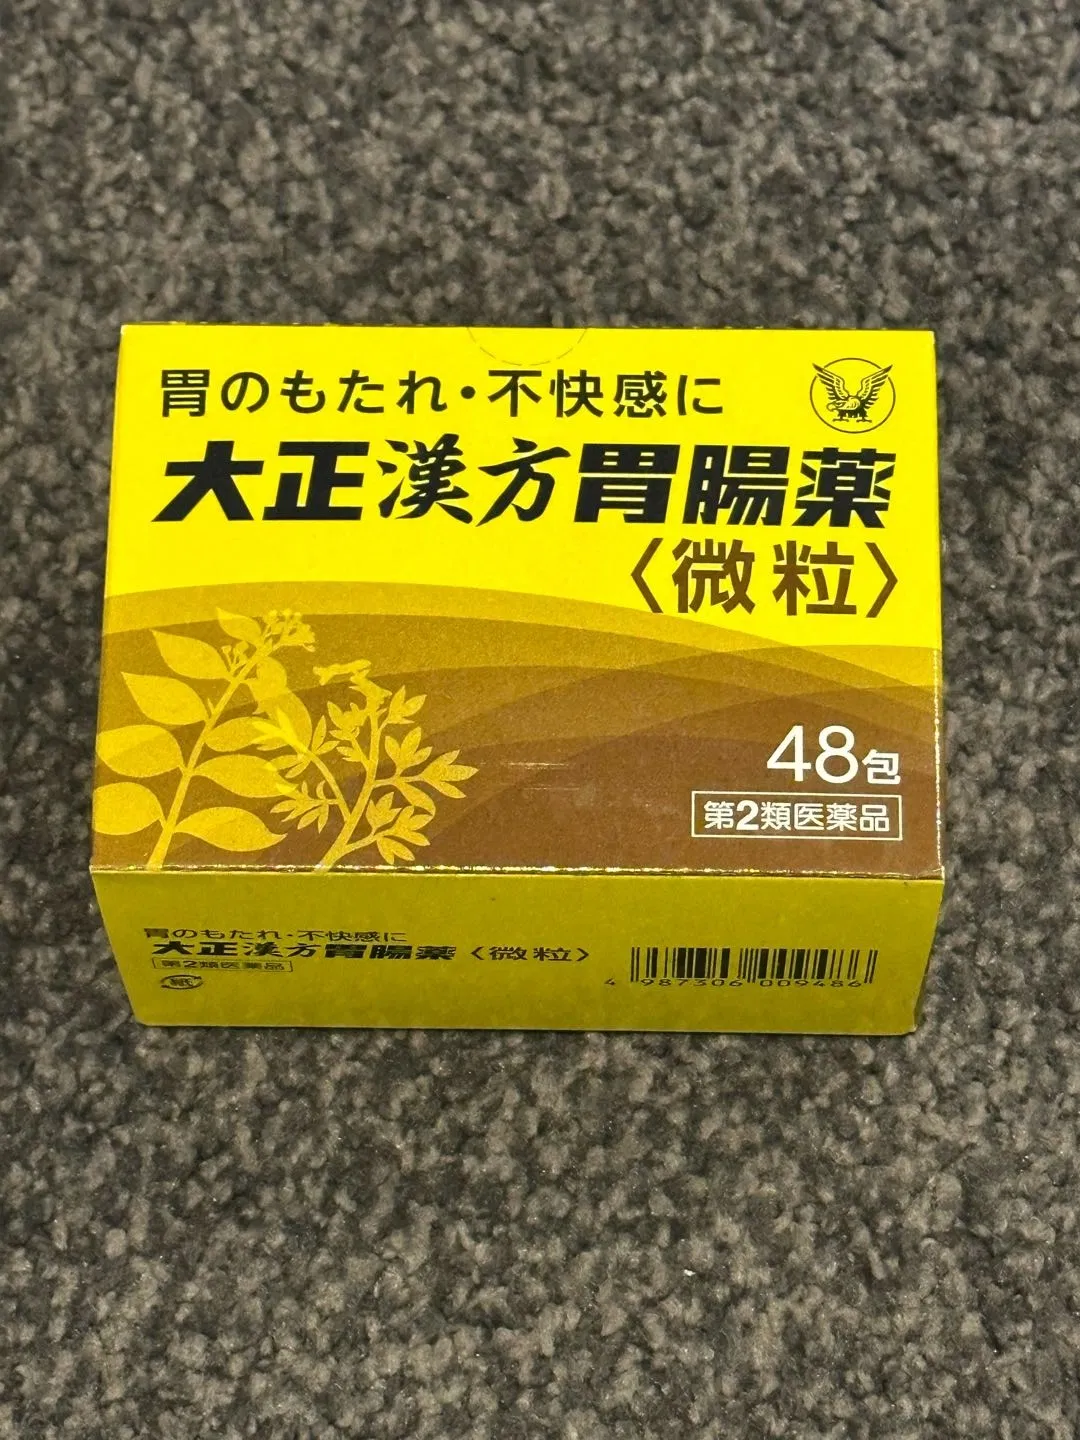 胃のもたれ・不快感に
大正漢方胃腸薬
〈微粒〉
48包
第2類医薬品
胃のもたれ・不快感に
大正漢方胃腸薬〈微粒〉
第2類医薬品
紙
4 987306 009486